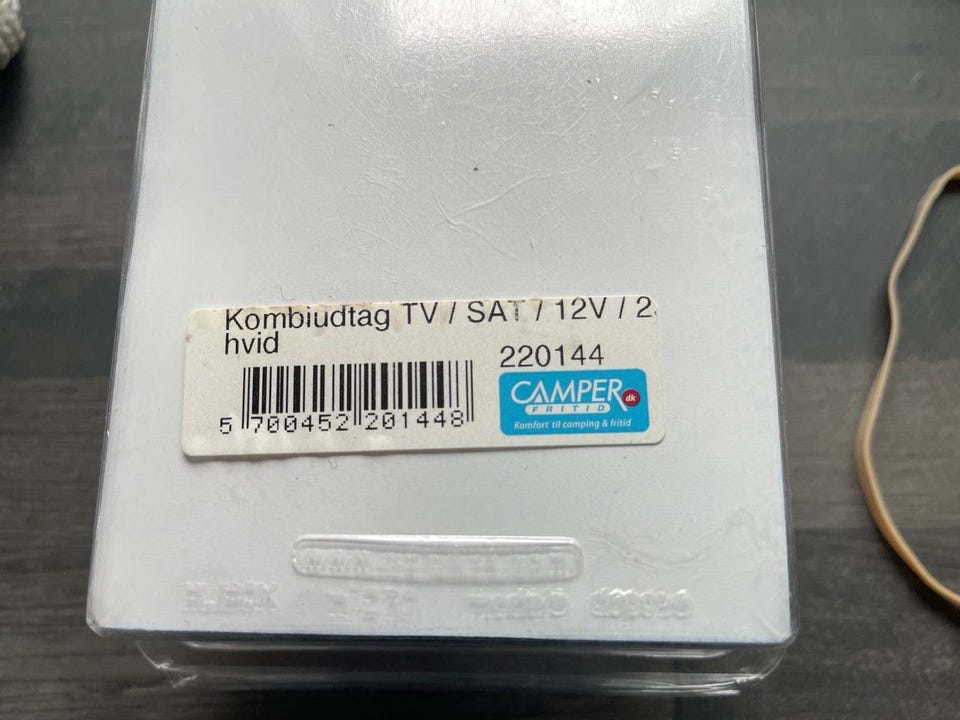 Kombiudtag TV / SAT / 12V / 2
hvid
220144
5 700452 201448
CAMPER.dk
FRITID
Komfort til camping & fritid